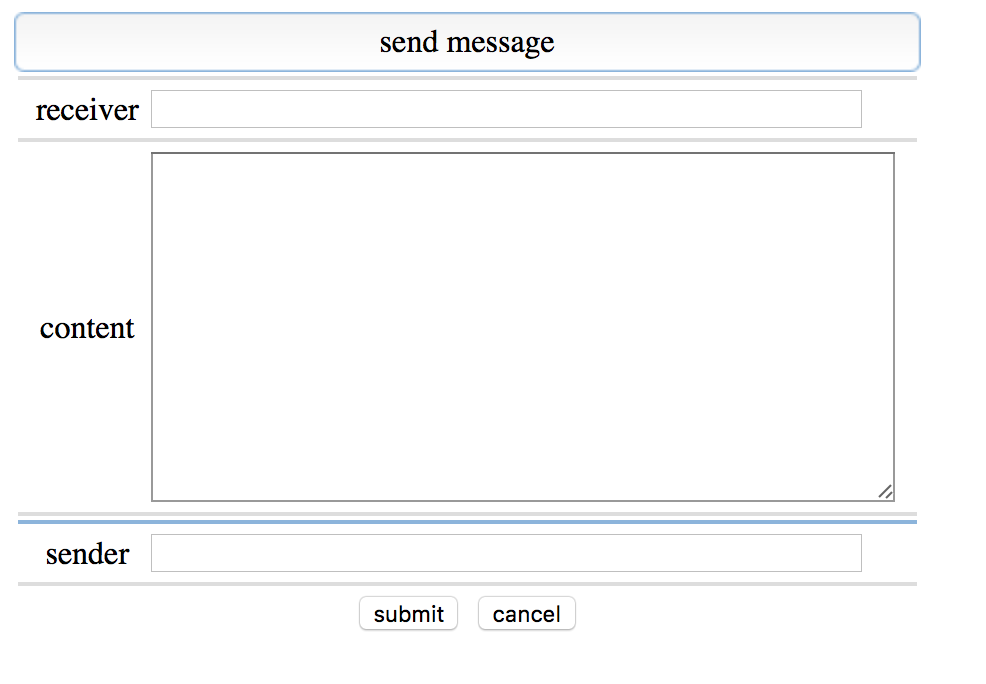 send message
receiver
content
sender
submit cancel